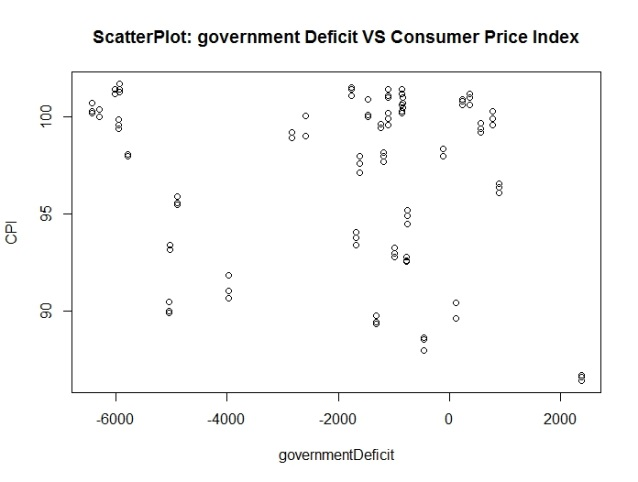 ScatterPlot: government Deficit VS Consumer Price Index
100
95
90
CPI
-6000 -4000 -2000 0 2000
governmentDeficit